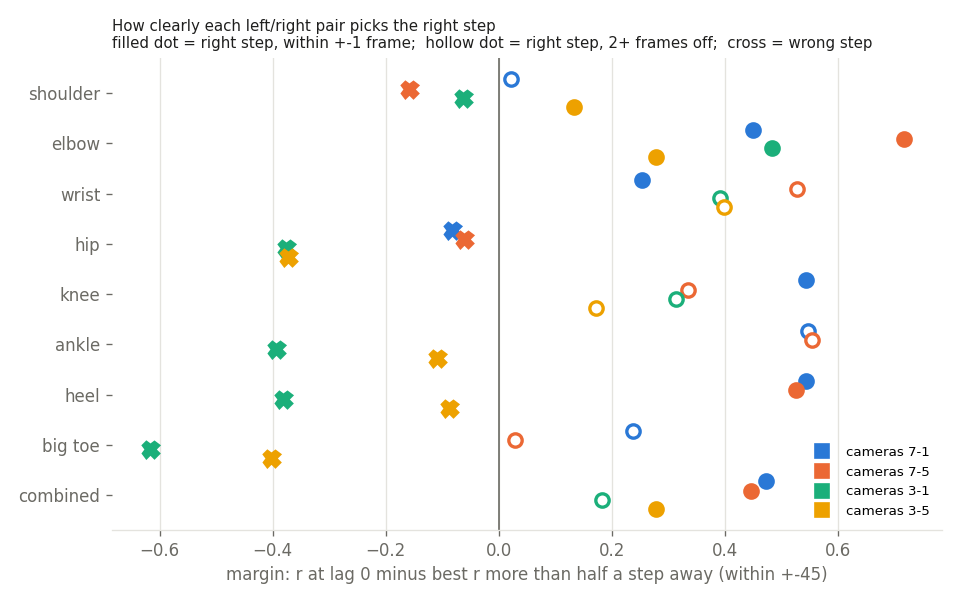 How clearly each left/right pair picks the right step
filled dot = right step, within +-1 frame;  hollow dot = right step, 2+ frames off;  cross = wrong step
shoulder
elbow
wrist
hip
knee
ankle
heel
big toe
combined
cameras 7-1
cameras 7-5
cameras 3-1
cameras 3-5
−0.6 −0.4 −0.2 0.0 0.2 0.4 0.6
margin: r at lag 0 minus best r more than half a step away (within +-45)